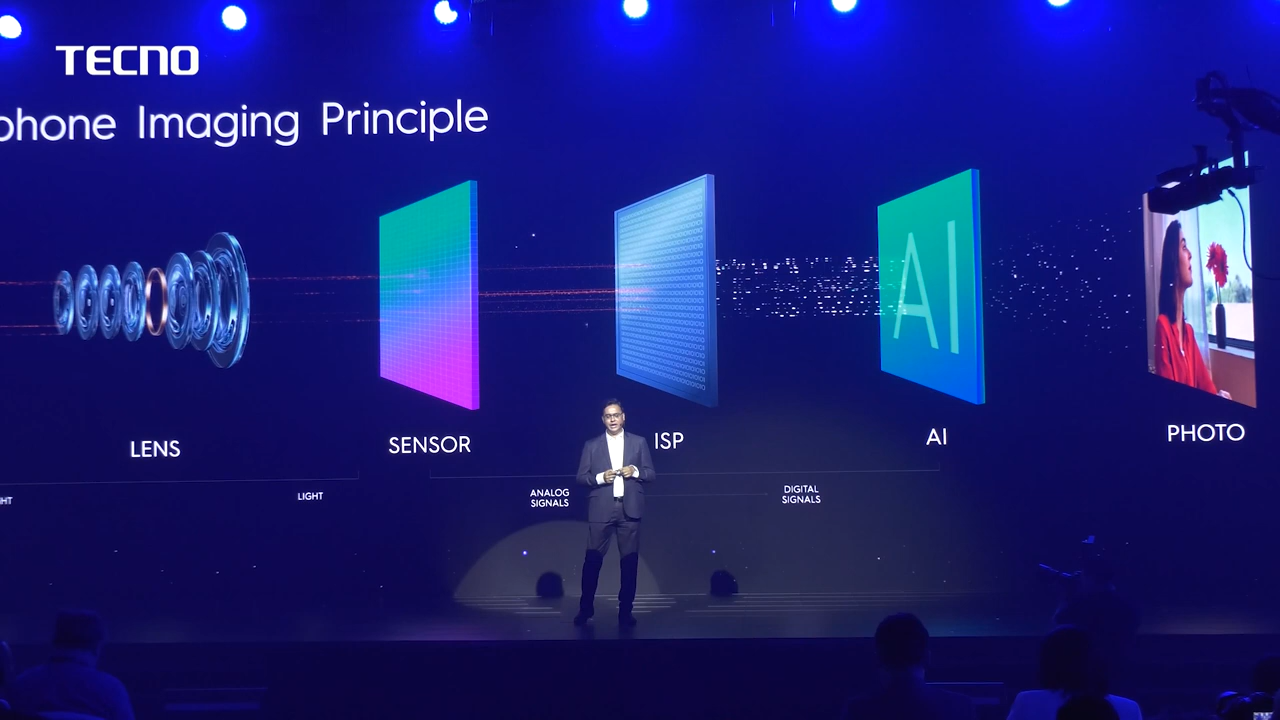 TECNO
phone Imaging Principle
AI
LENS
SENSOR
ISP
AI
PHOTO
LIGHT
ANALOG
SIGNALS
DIGITAL
SIGNALS